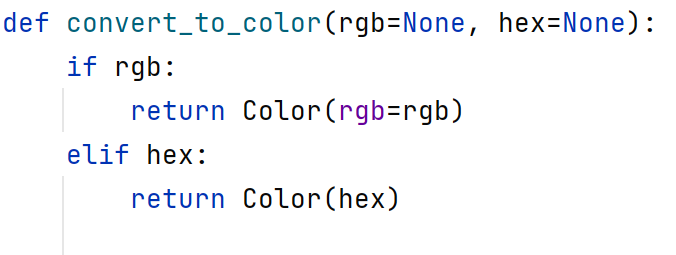 def convert_to_color(rgb=None, hex=None):
    if rgb:
        return Color(rgb=rgb)
    elif hex:
        return Color(hex)